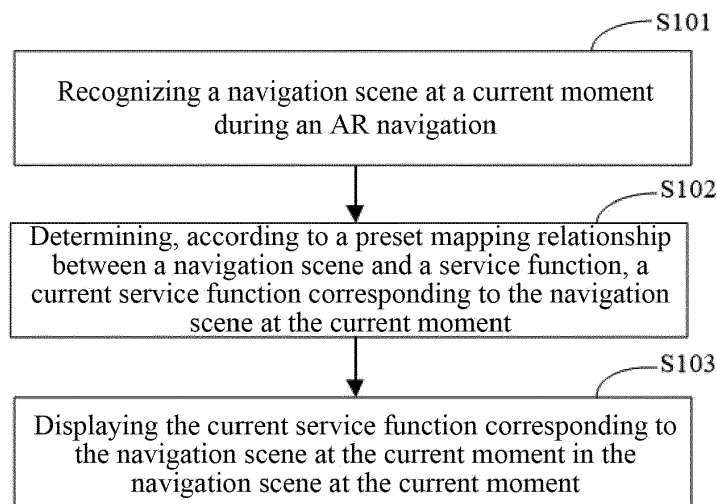 S101
Recognizing a navigation scene at a current moment
during an AR navigation
S102
Determining, according to a preset mapping relationship
between a navigation scene and a service function, a
current service function corresponding to the navigation
scene at the current moment
S103
Displaying the current service function corresponding to
the navigation scene at the current moment in the
navigation scene at the current moment